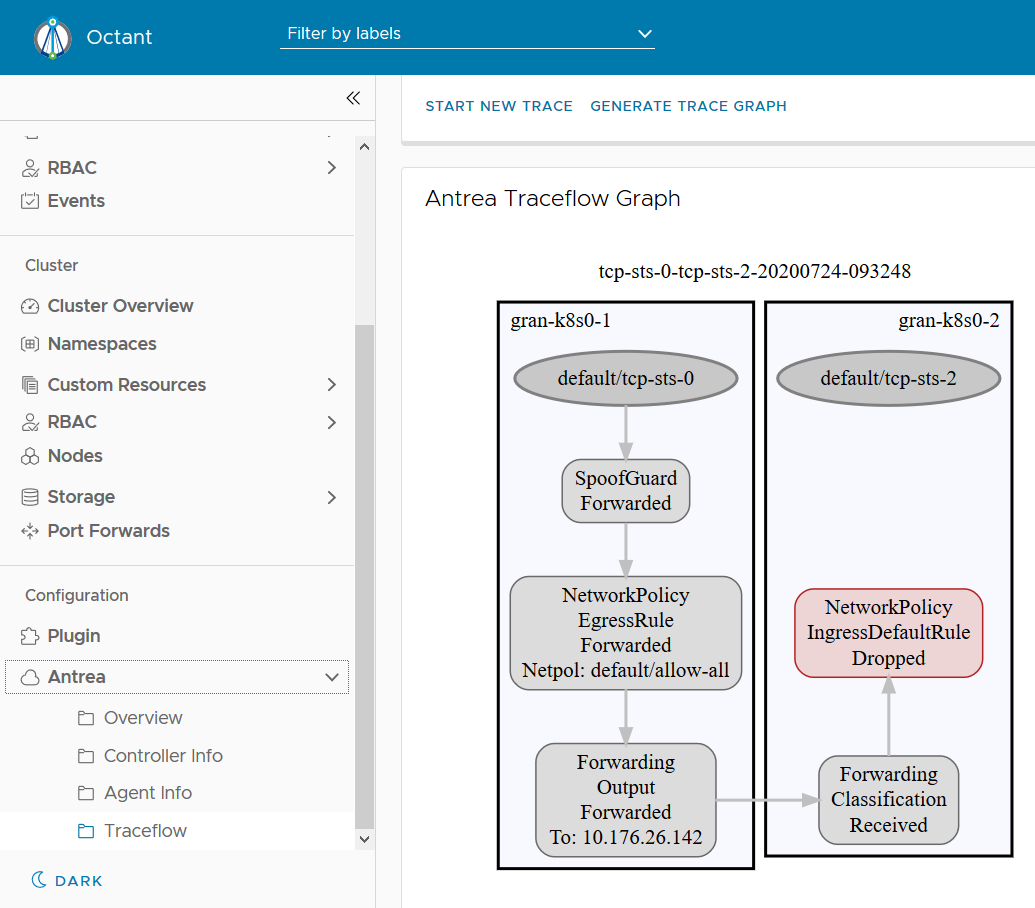 Octant
Filter by labels
RBAC
Events
Cluster
Cluster Overview
Namespaces
Custom Resources
RBAC
Nodes
Storage
Port Forwards
Configuration
Plugin
Antrea
Overview
Controller Info
Agent Info
Traceflow
DARK
START NEW TRACE GENERATE TRACE GRAPH
Antrea Traceflow Graph
tcp-sts-0-tcp-sts-2-20200724-093248
gran-k8s0-1
default/tcp-sts-0
SpoofGuard
Forwarded
NetworkPolicy
EgressRule
Forwarded
Netpol: default/allow-all
Forwarding
Output
Forwarded
To: 10.176.26.142
gran-k8s0-2
default/tcp-sts-2
NetworkPolicy
IngressDefaultRule
Dropped
Forwarding
Classification
Received